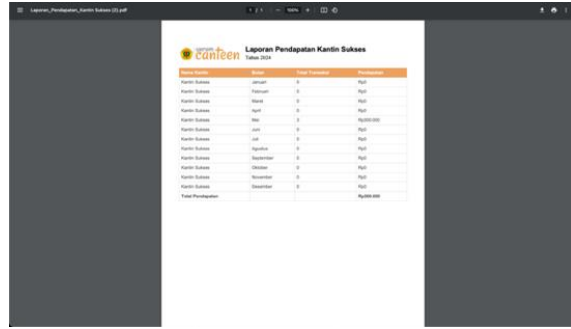 Laporan_Pendapatan_Kantin Sukses (2).pdf
1 / 1
100%
canteen
Laporan Pendapatan Kantin Sukses
Tahun 2024
Nama Kantin Bulan Total Transaksi Pendapatan
Kantin Sukses Januari 0 Rp0
Kantin Sukses Februari 0 Rp0
Kantin Sukses Maret 0 Rp0
Kantin Sukses April 0 Rp0
Kantin Sukses Mei 3
Kantin Sukses Juni 0 Rp0
Kantin Sukses Juli 0 Rp0
Kantin Sukses Agustus 0 Rp0
Kantin Sukses September 0 Rp0
Kantin Sukses Oktober 0 Rp0
Kantin Sukses November 0 Rp0
Kantin Sukses Desember 0 Rp0
Total Pendapatan